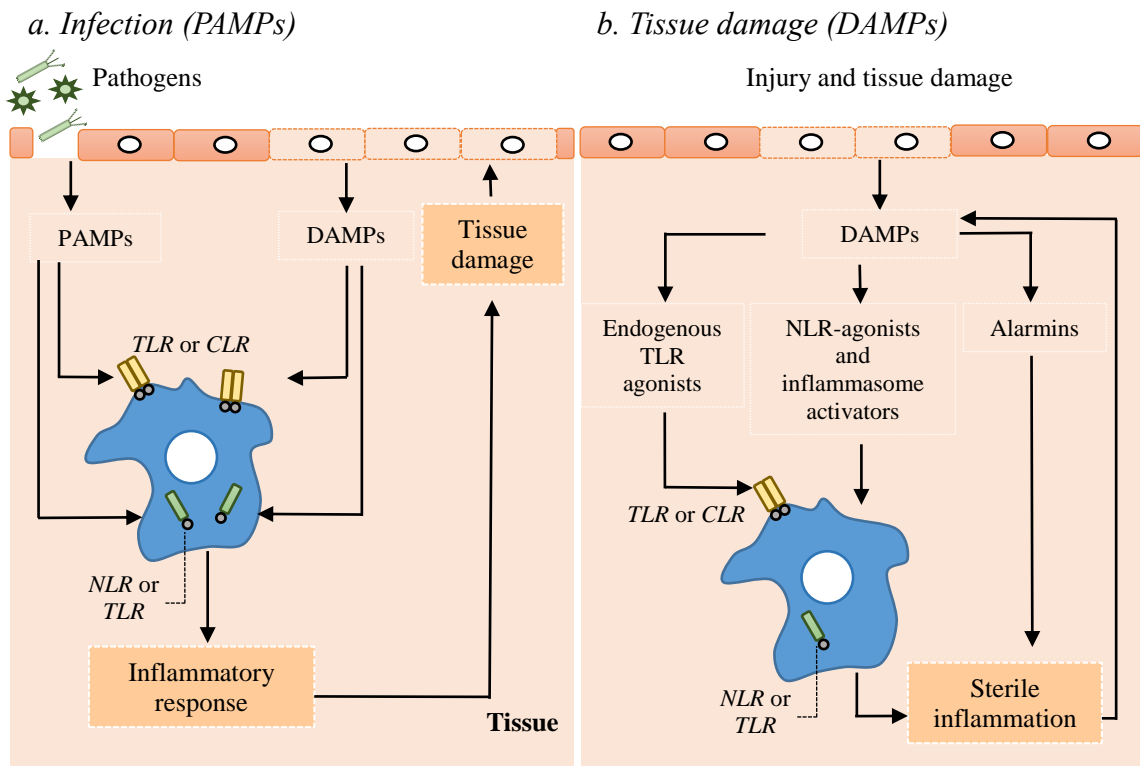 a. Infection (PAMPs)
Pathogens
PAMPs
DAMPs
Tissue
damage
TLR or CLR
NLR or
TLR
Inflammatory
response
Tissue
b. Tissue damage (DAMPs)
Injury and tissue damage
DAMPs
Endogenous
TLR
agonists
NLR-agonists
and
inflammasome
activators
Alarmins
TLR or CLR
NLR or
TLR
Sterile
inflammation